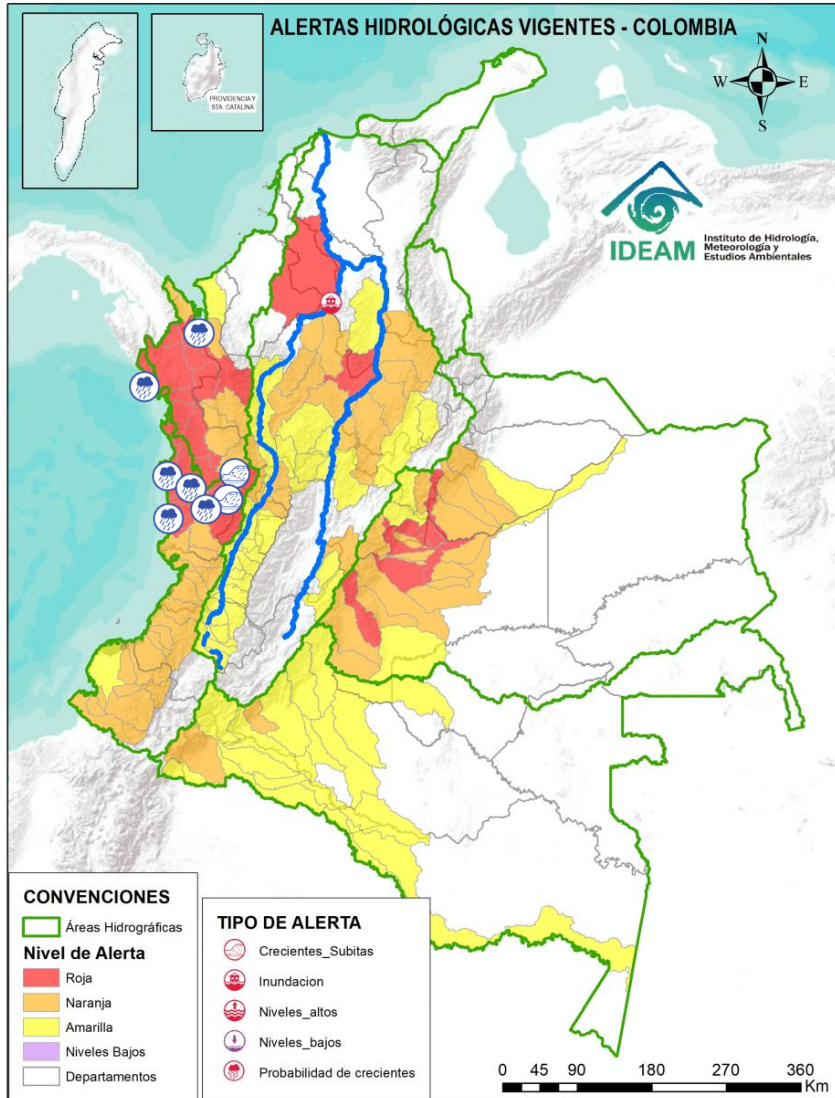 ALERTAS HIDROLÓGICAS VIGENTES - COLOMBIA
PROVIDENCIA Y
STA. CATALINA
N
W
E
S
IDEAM
Instituto de Hidrología,
Meteorología y
Estudios Ambientales
CONVENCIONES
Áreas Hidrográficas
Nivel de Alerta
Roja
Naranja
Amarilla
Niveles Bajos
Departamentos
TIPO DE ALERTA
Crecientes_Subitas
Inundacion
Niveles_altos
Niveles_bajos
Probabilidad de crecientes
0 45 90 180 270 360
Km